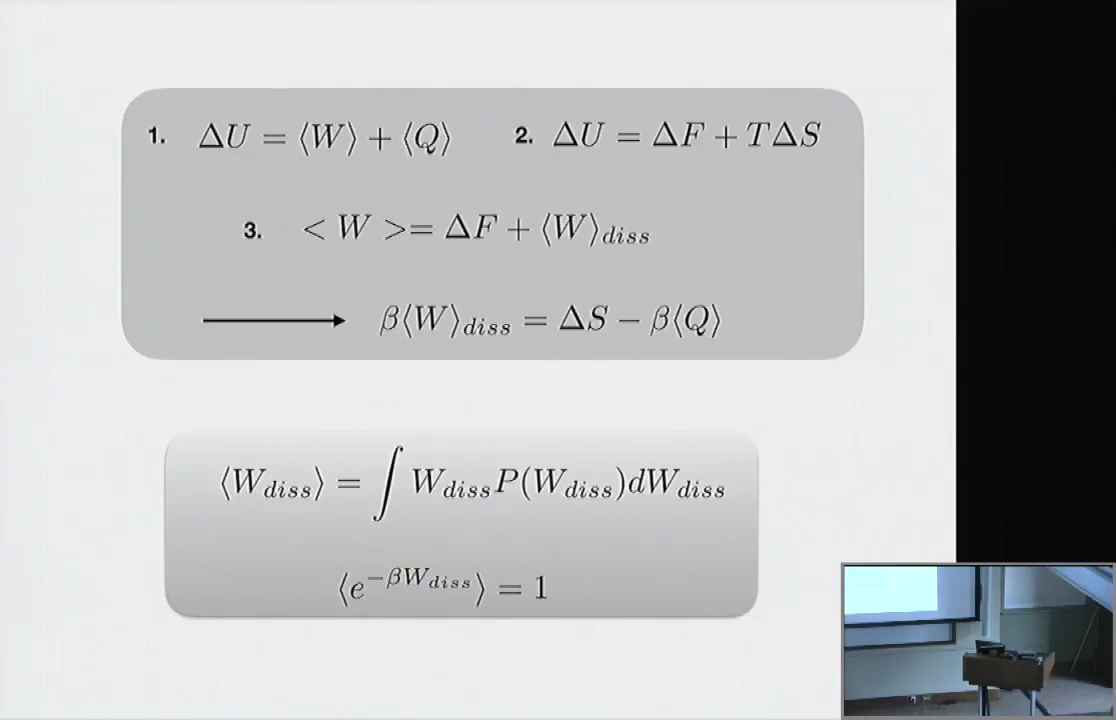 1. ΔU = ⟨W⟩ + ⟨Q⟩ 2. ΔU = ΔF + TΔS
3. < W >= ΔF + ⟨W⟩_diss
β⟨W⟩_diss = ΔS − β⟨Q⟩
⟨W_diss⟩ = ∫ W_diss P(W_diss)dW_diss
⟨e^{−βW_diss}⟩ = 1